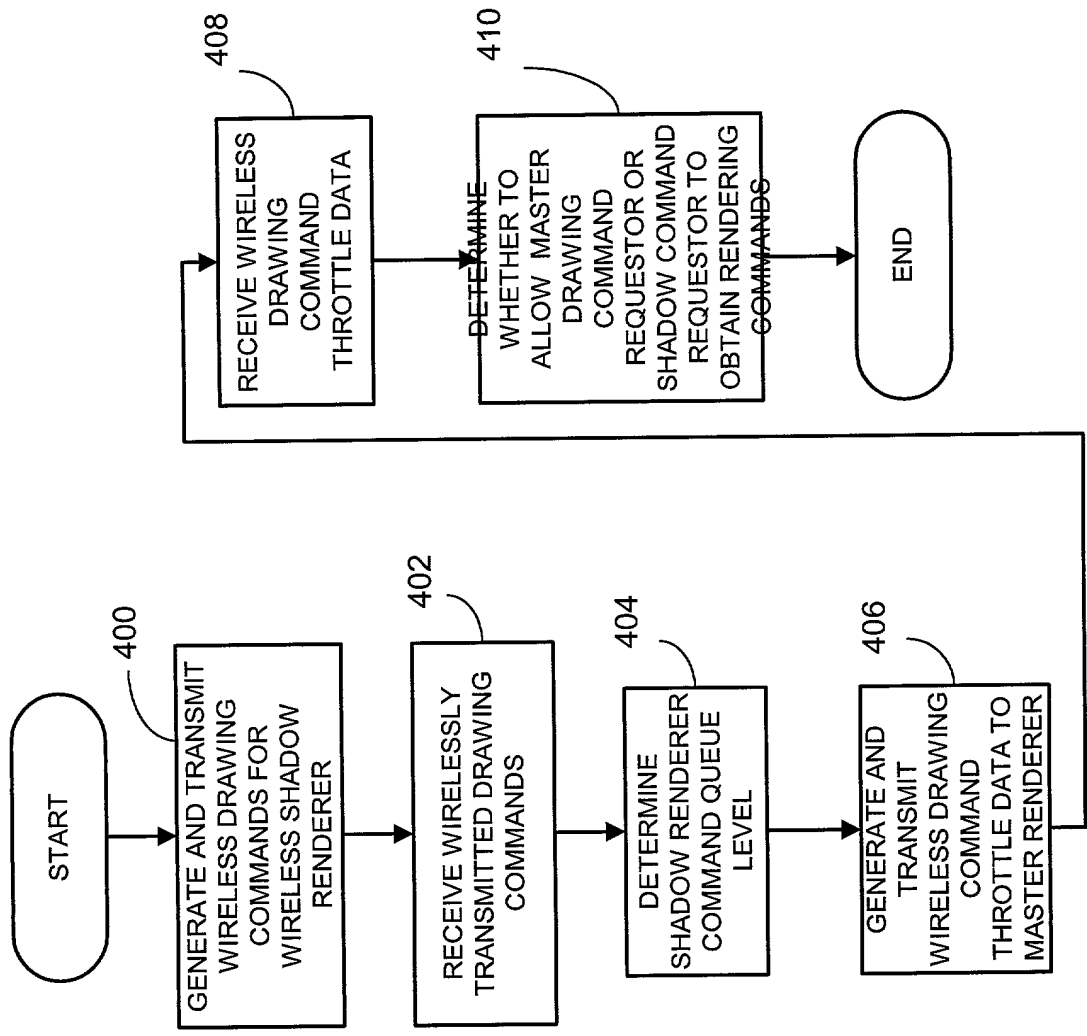 START
400
GENERATE AND TRANSMIT
WIRELESS DRAWING
COMMANDS FOR
WIRELESS SHADOW
RENDERER
402
RECEIVE WIRELESSLY
TRANSMITTED DRAWING
COMMANDS
404
DETERMINE
SHADOW RENDERER
COMMAND QUEUE
LEVEL
406
GENERATE AND
TRANSMIT
WIRELESS DRAWING
COMMAND
THROTTLE DATA TO
MASTER RENDERER
408
RECEIVE WIRELESS
DRAWING
COMMAND
THROTTLE DATA
410
DETERMINE
WHETHER TO
ALLOW MASTER
DRAWING
COMMAND
REQUESTOR OR
SHADOW COMMAND
REQUESTOR TO
OBTAIN RENDERING
COMMANDS
END